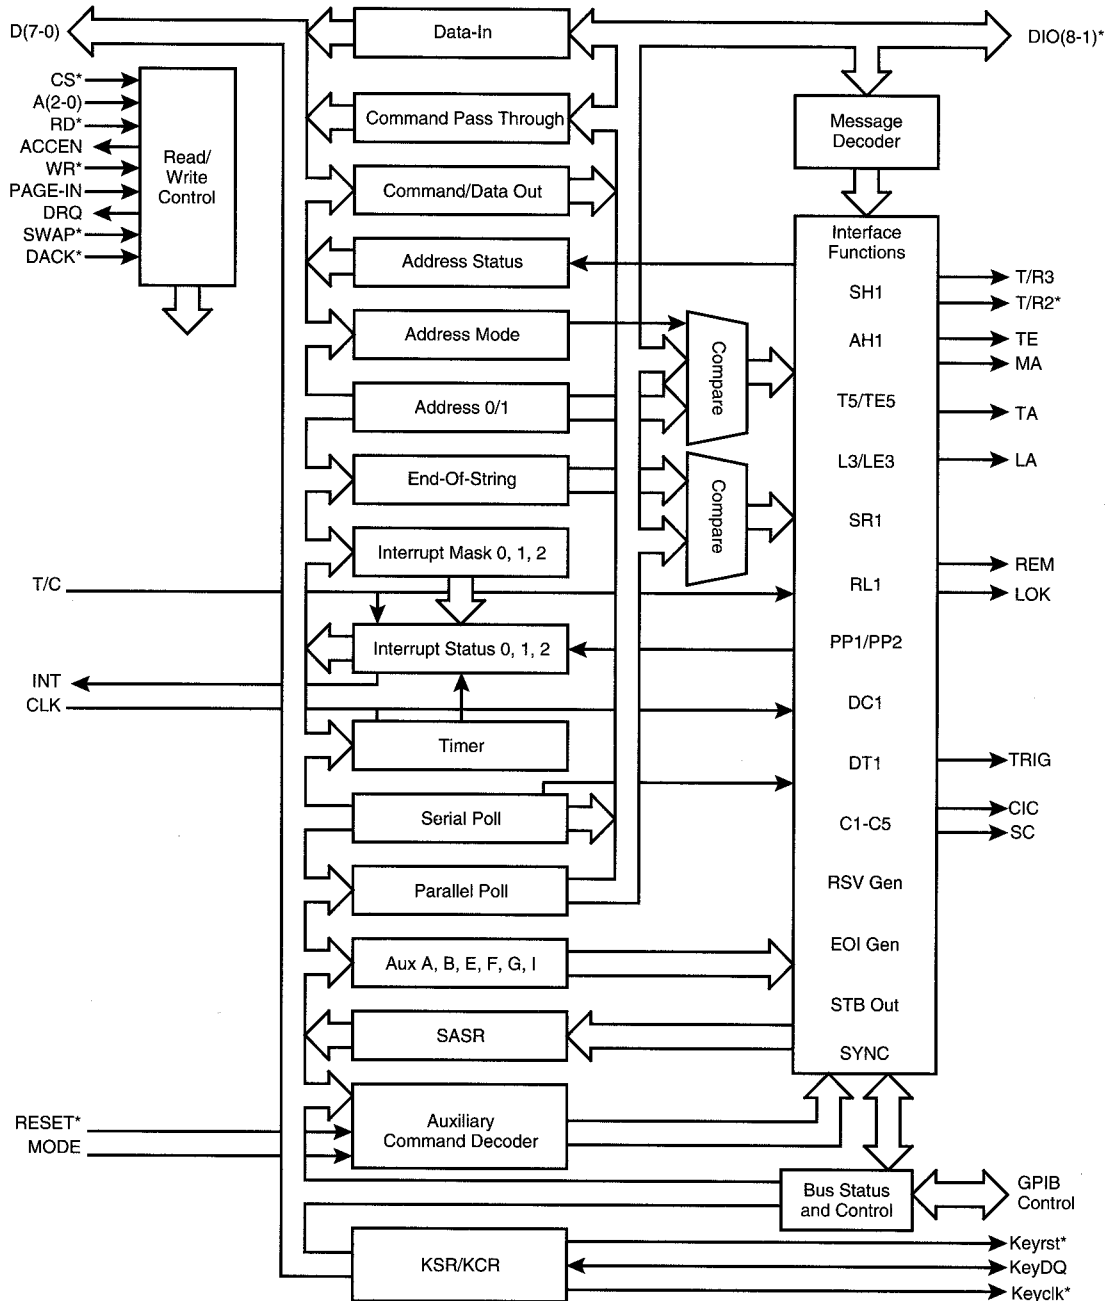 D(7-0)
Data-In
DIO(8-1)*
CS*
A(2-0)
RD*
ACCEN
WR*
PAGE-IN
DRQ
SWAP*
DACK*
Read/
Write
Control
Command Pass Through
Message
Decoder
Command/Data Out
Address Status
Address Mode
Address 0/1
End-Of-String
Interrupt Mask 0, 1, 2
Interrupt Status 0, 1, 2
Timer
Serial Poll
Parallel Poll
Aux A, B, E, F, G, I
SASR
Auxiliary
Command Decoder
KSR/KCR
Compare
Compare
Interface
Functions
SH1
AH1
T5/TE5
L3/LE3
SR1
RL1
PP1/PP2
DC1
DT1
C1-C5
RSV Gen
EOI Gen
STB Out
SYNC
T/R3
T/R2*
TE
MA
TA
LA
REM
LOK
TRIG
CIC
SC
T/C
INT
CLK
RESET*
MODE
Bus Status
and Control
GPIB
Control
Keyrst*
KeyDQ
Keyclk*